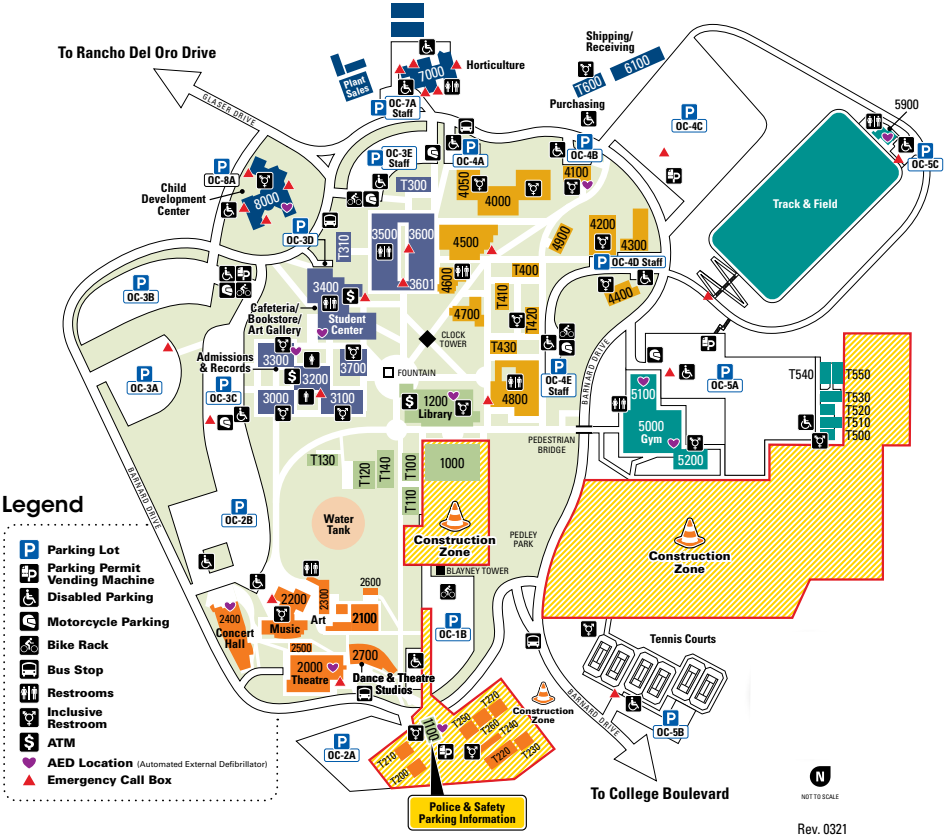 To Rancho Del Oro Drive
GLASER DRIVE
Plant
Sales
7000
Horticulture
P
OC-7A
Staff
Shipping/
Receiving
6100
T600
Purchasing
P
OC-4C
5900
P
OC-5C
Track & Field
P
OC-8A
Child
Development
Center
8000
P
OC-3E
Staff
P
OC-4A
P
OC-4B
4100
T300
4050
4000
P
OC-3D
T310
3500
3600
3601
4500
4900
4200
4300
P
OC-4D Staff
4400
P
OC-3B
3400
Student
Center
Cafeteria/
Bookstore/
Art Gallery
4600
T400
T410
T420
4700
T430
CLOCK
TOWER
FOUNTAIN
Admissions
& Records
3300
3200
3700
3000
3100
P
OC-3A
P
OC-3C
1200
Library
4800
P
OC-4E
Staff
BARNARD DRIVE
P
OC-5A
5100
5000
Gym
5200
T540
T550
T530
T520
T510
T500
PEDESTRIAN
BRIDGE
BARNARD DRIVE
T130
T120
T140
T100
T110
1000
Construction
Zone
Water
Tank
P
OC-2B
PEDLEY
PARK
BLAYNEY TOWER
Construction
Zone
2400
Concert
Hall
2200
Music
2300
Art
2600
2100
2500
2000
Theatre
2700
Dance & Theatre
Studios
P
OC-1B
Tennis Courts
BARNARD DRIVE
P
OC-5B
To College Boulevard
Construction
Zone
P
OC-2A
T100
T210
T200
T250
T270
T260
T240
T220
T230
Police & Safety
Parking Information
Legend
P Parking Lot
P Parking Permit
Vending Machine
Disabled Parking
Motorcycle Parking
Bike Rack
Bus Stop
Restrooms
Inclusive
Restroom
$ ATM
AED Location (Automated External Defibrillator)
Emergency Call Box
N
NOT TO SCALE
Rev. 0321